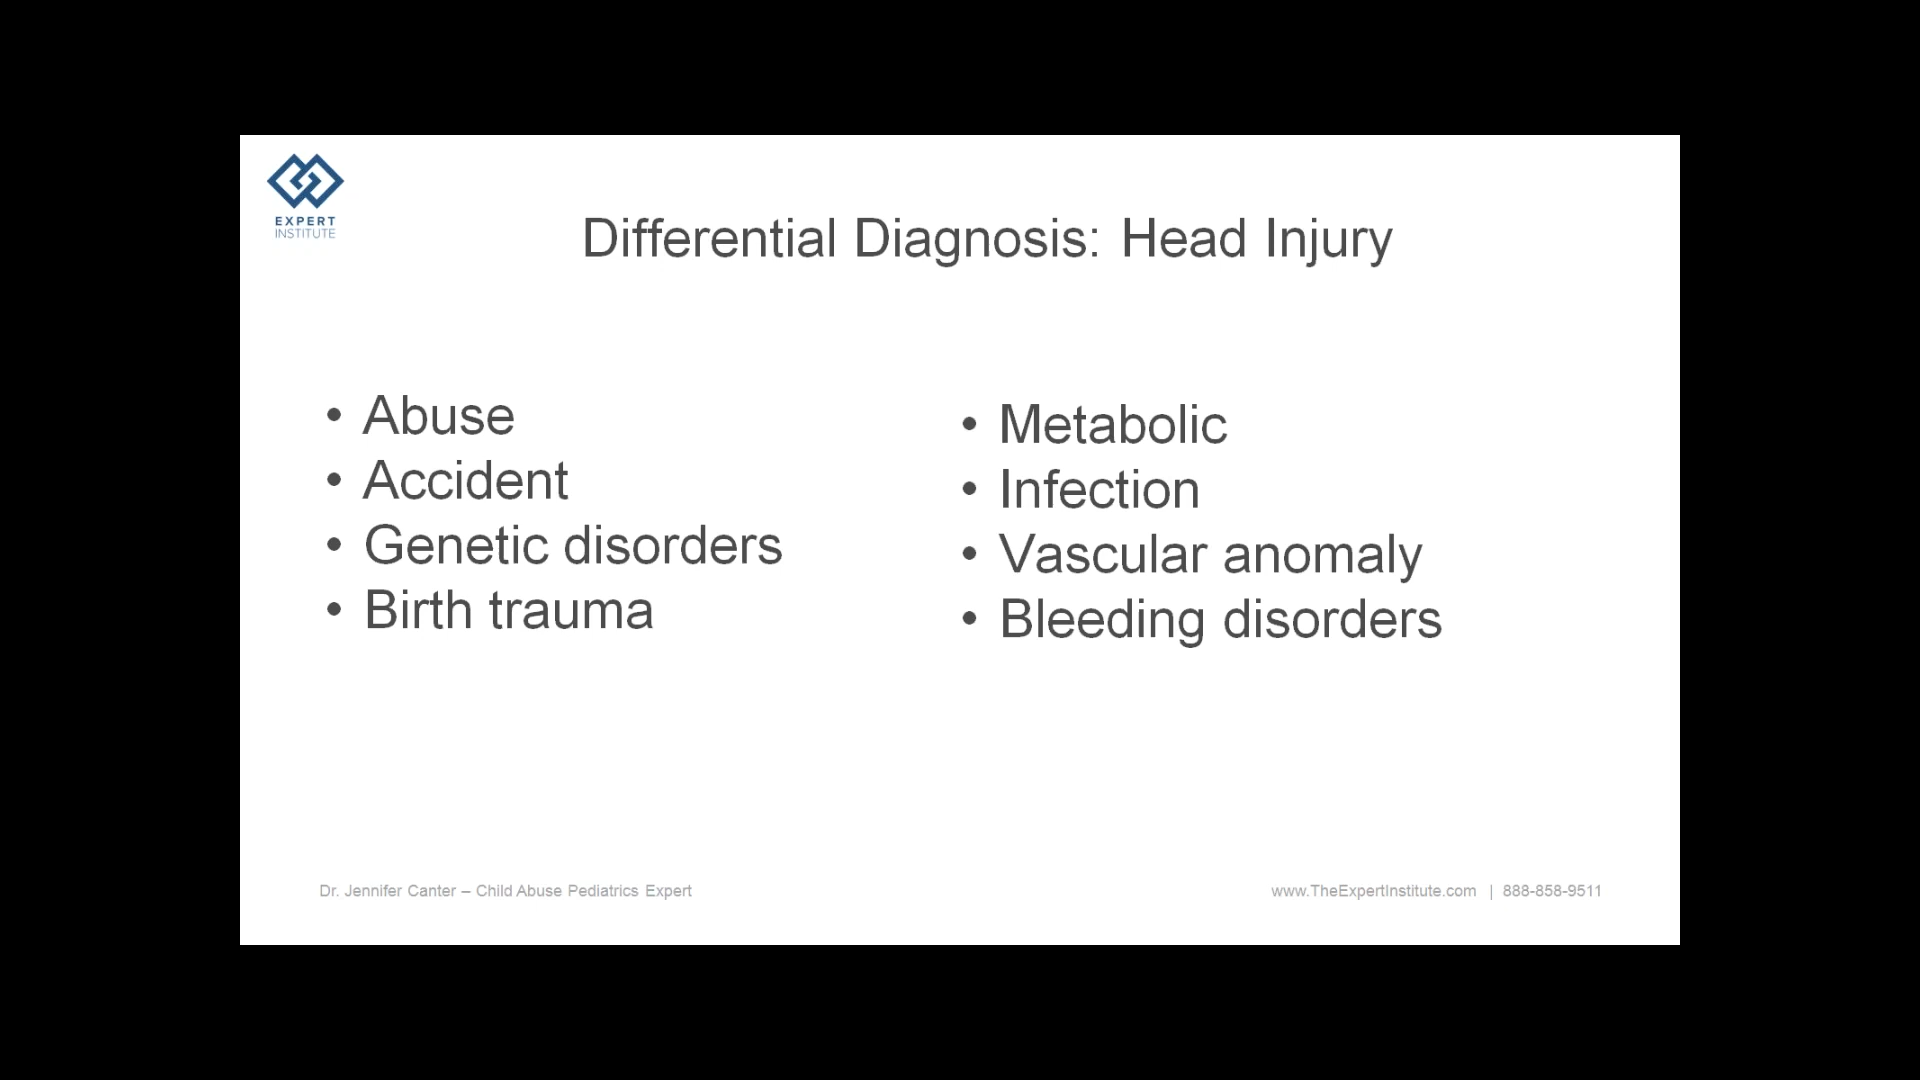 EXPERT
INSTITUTE
Differential Diagnosis: Head Injury
• Abuse
• Accident
• Genetic disorders
• Birth trauma
• Metabolic
• Infection
• Vascular anomaly
• Bleeding disorders
Dr. Jennifer Canter – Child Abuse Pediatrics Expert
www.TheExpertInstitute.com | 888-858-9511